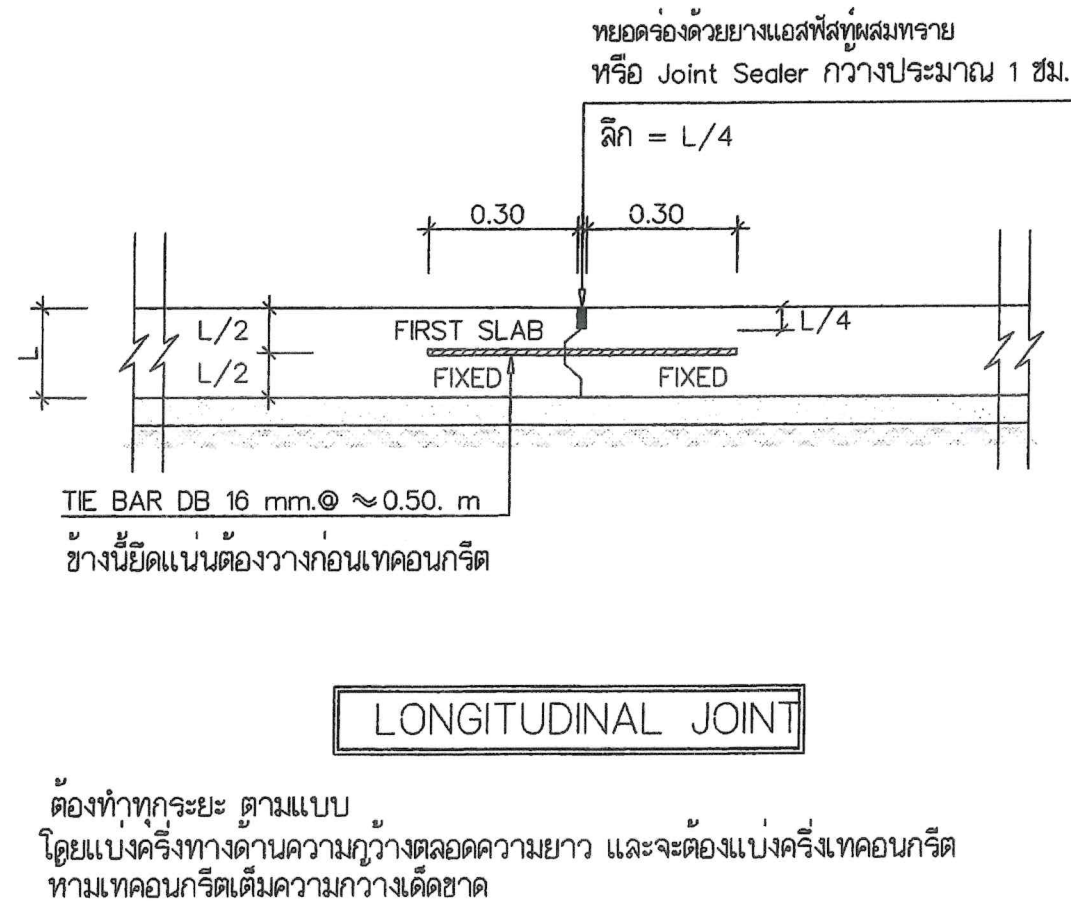 หยอดร่องด้วยยางแอสฟัสท์ผสมทราย
หรือ Joint Sealer กว้างประมาณ 1 ซม.
ลึก = L/4
0.30 0.30
L/2 FIRST SLAB L/4
L
L/2 FIXED FIXED
TIE BAR DB 16 mm.@ ≈0.50. m
ข้างนี้ยึดแน่นต้องวางก่อนเทคอนกรีต
LONGITUDINAL JOINT
ต้องทำทุกระยะ ตามแบบ
โดยแบ่งครึ่งทางด้านความกว้างตลอดความยาว และจะต้องแบ่งครึ่งเทคอนกรีต
หามเทคอนกรีตเต็มความกว้างเด็ดขาด